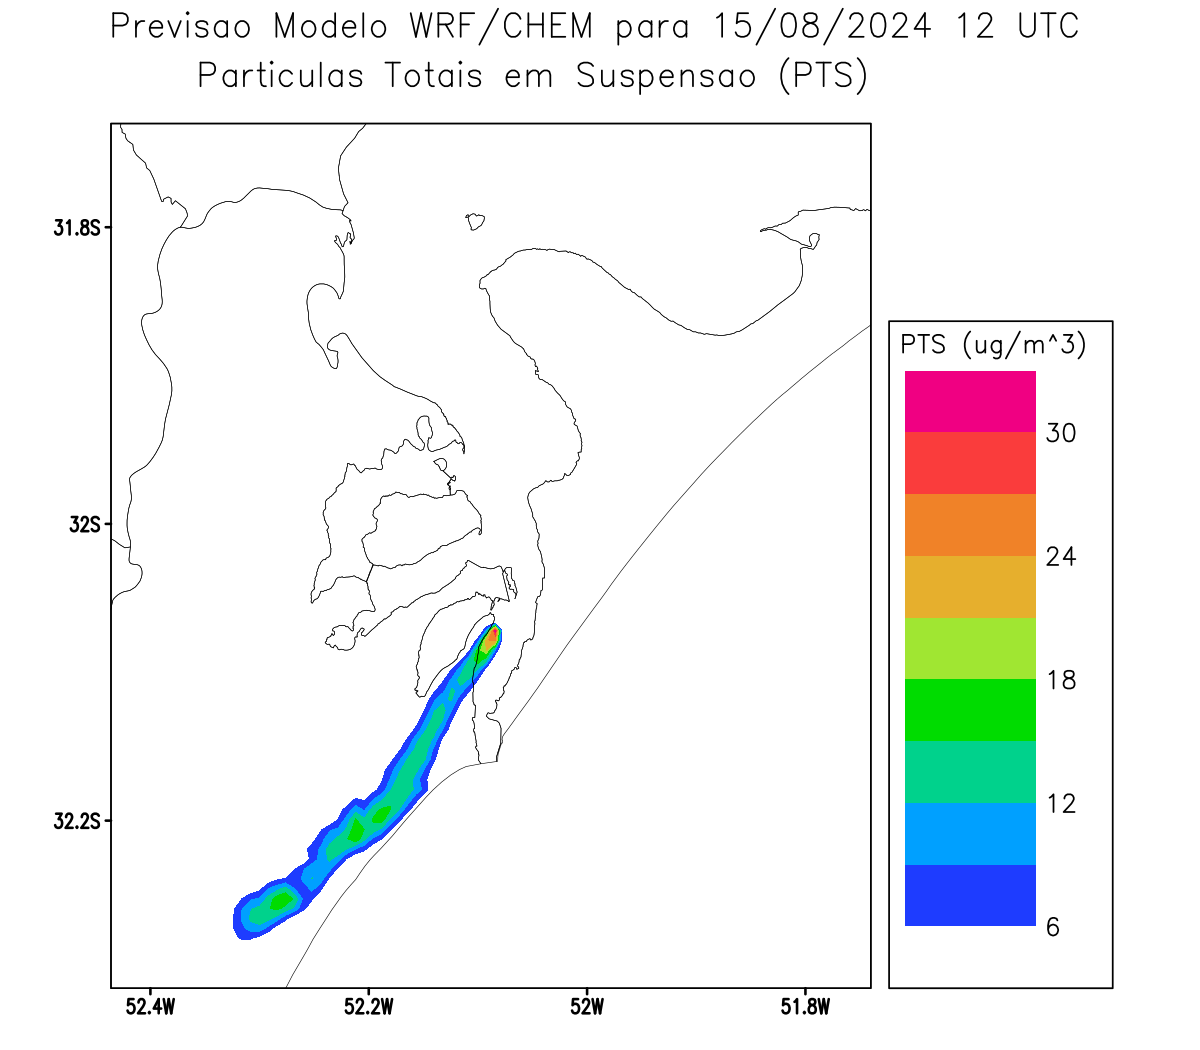 Previsao Modelo WRF/CHEM para 15/08/2024 12 UTC
Particulas Totais em Suspensao (PTS)
31.8S
32S
32.2S
52.4W
52.2W
52W
51.8W
PTS (ug/m^3)
30
24
18
12
6